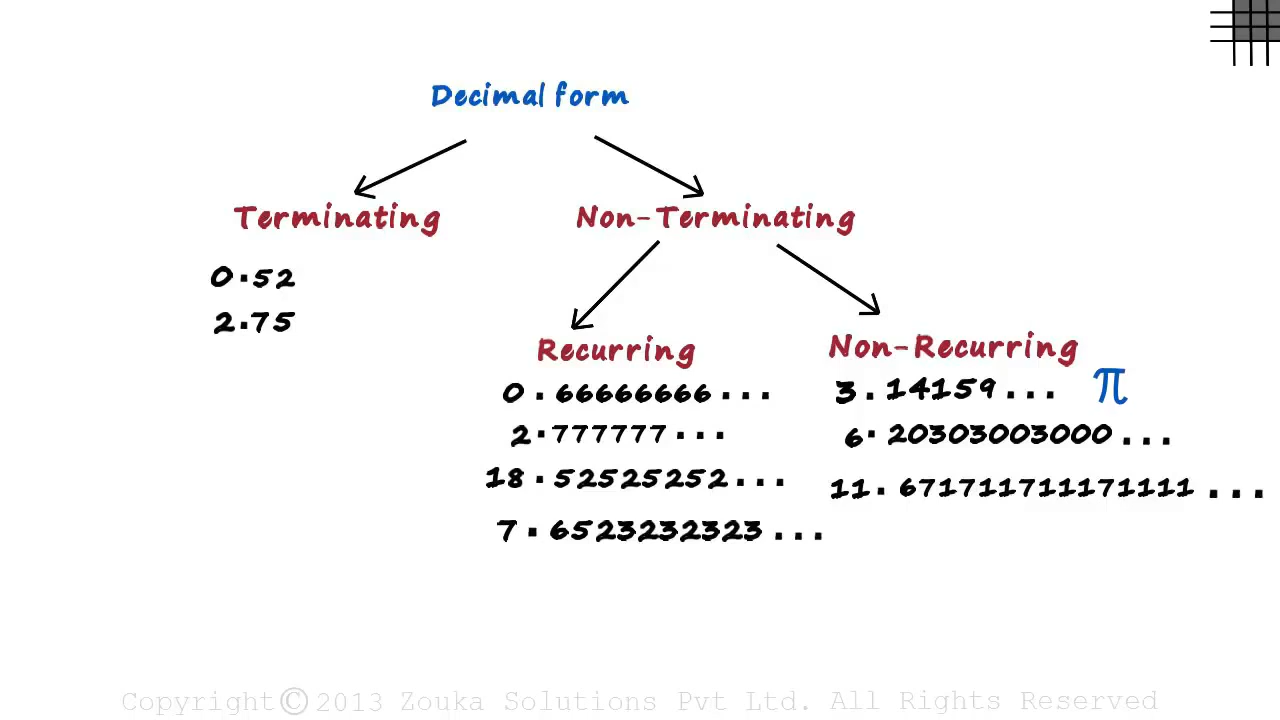 Decimal form
Terminating
Non-Terminating
0.52
2.75
Recurring
Non-Recurring
0.66666666...
3.14159... π
2.777777...
6.20303003000...
18.52525252...
11.671711711171111...
7.6523232323...
Copyright© 2013 Zouka Solutions Pvt Ltd. All Rights Reserved